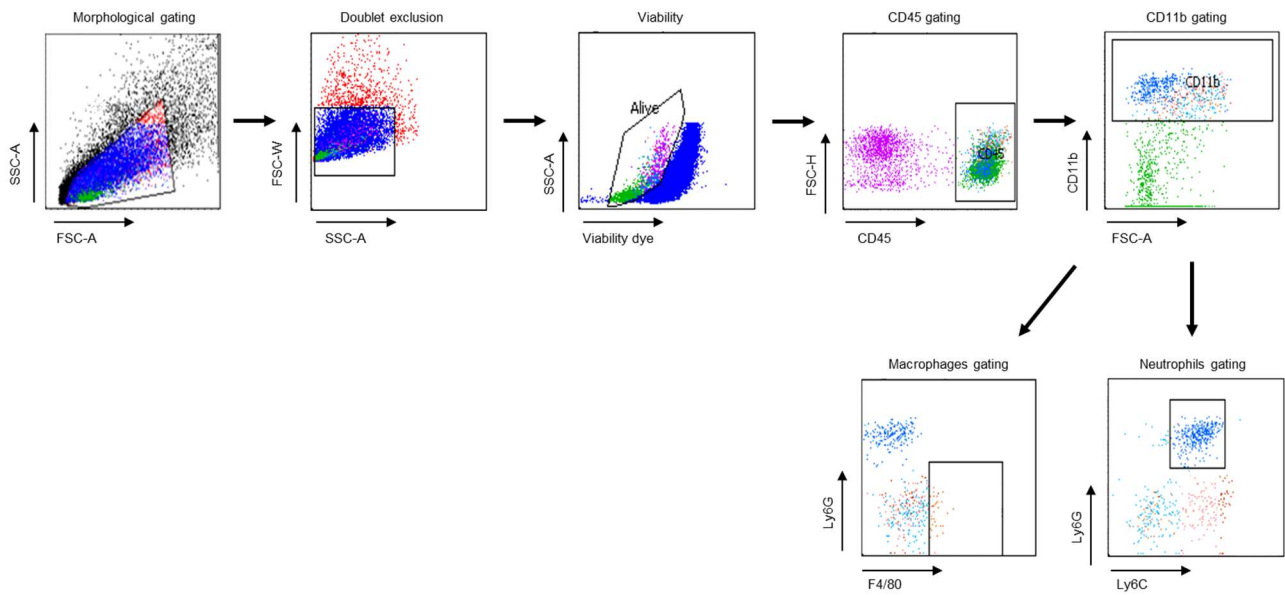 Morphological gating
Doublet exclusion
Viability
CD45 gating
CD11b gating
SSC-A
FSC-A
FSC-W
SSC-A
Alive
SSC-A
Viability dye
CD45
FSC-H
CD45
CD11b
CD11b
FSC-A
Macrophages gating
Neutrophils gating
Ly6G
F4/80
Ly6G
Ly6C